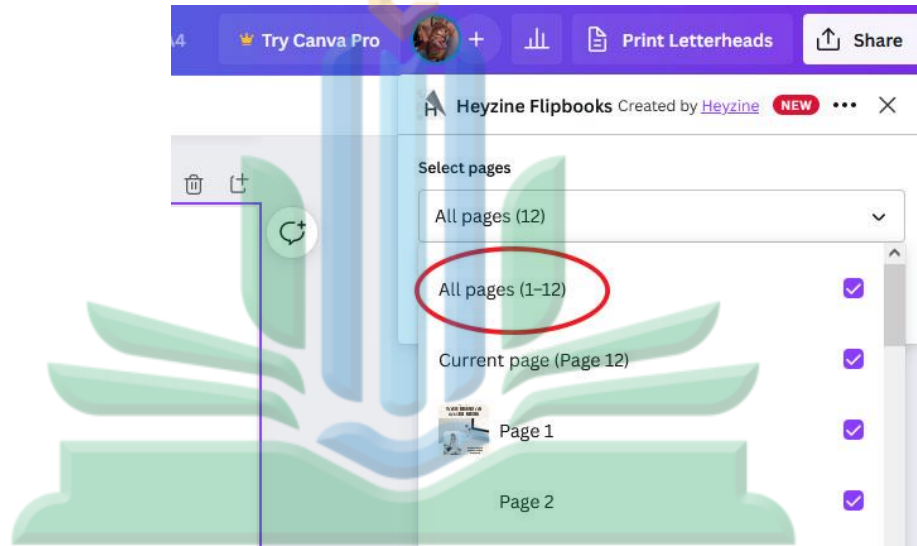 A4
Try Canva Pro
+
Print Letterheads
Share
Heyzine Flipbooks Created by Heyzine NEW
Select pages
All pages (12)
All pages (1–12)
Current page (Page 12)
Page 1
Page 2